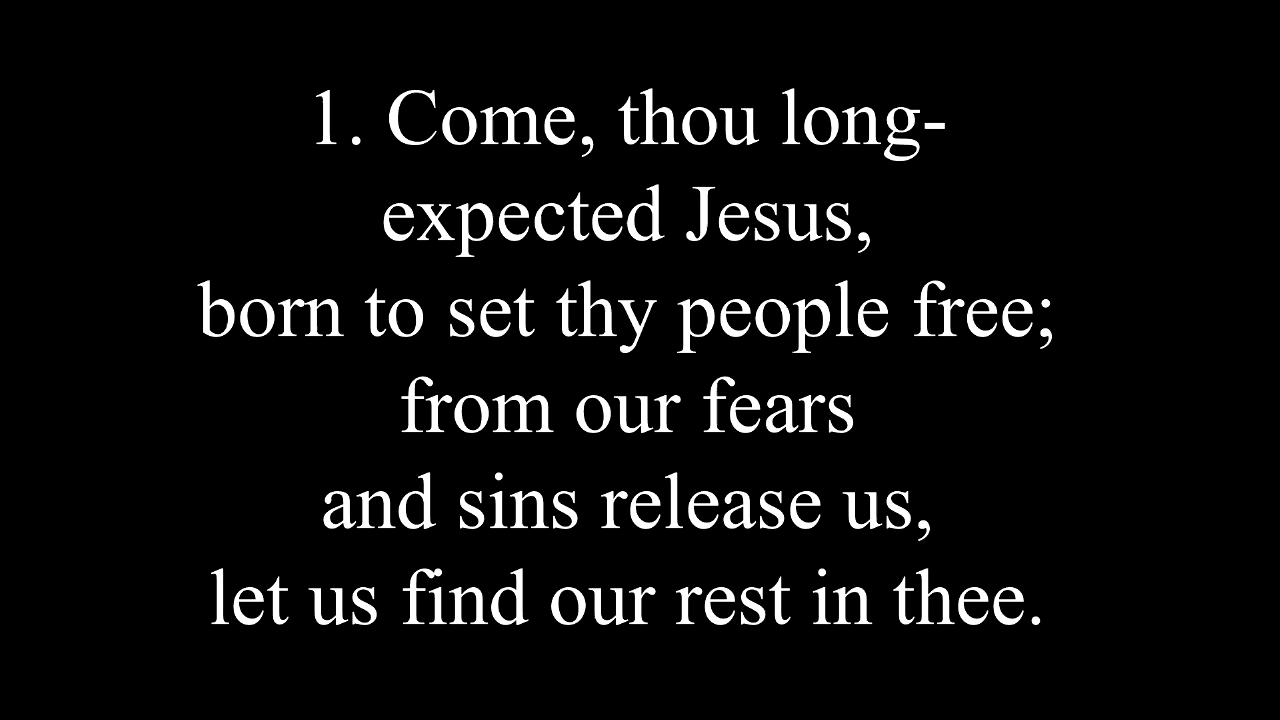 1. Come, thou long-
expected Jesus,
born to set thy people free;
from our fears
and sins release us,
let us find our rest in thee.